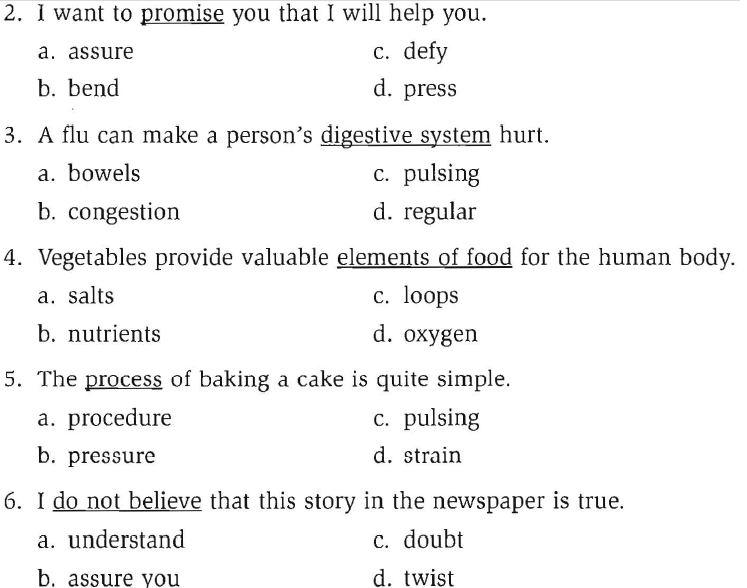 2. I want to promise you that I will help you.
a. assure c. defy
b. bend d. press
3. A flu can make a person's digestive system hurt.
a. bowels c. pulsing
b. congestion d. regular
4. Vegetables provide valuable elements of food for the human body.
a. salts c. loops
b. nutrients d. oxygen
5. The process of baking a cake is quite simple.
a. procedure c. pulsing
b. pressure d. strain
6. I do not believe that this story in the newspaper is true.
a. understand c. doubt
b. assure you d. twist